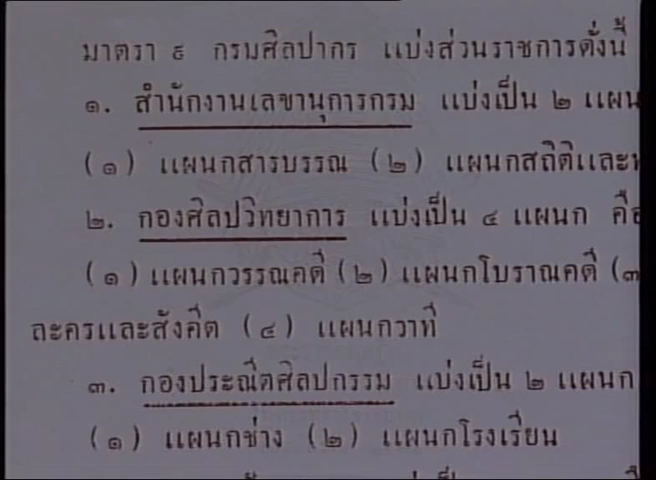 มาตรา ๕ กรมศิลปากร แบ่งส่วนราชการดั่งนี้
๑. สำนักงานเลขานุการกรม แบ่งเป็น ๒ แผน
(๑) แผนกสารบรรณ (๒) แผนกสถิติและ
๒. กองศิลปวิทยาการ แบ่งเป็น ๔ แผนก คือ
(๑) แผนกวรรณคดี (๒) แผนกโบราณคดี (๓
ละครและสังคีต (๔) แผนกวาที
๓. กองประณีตศิลปกรรม แบ่งเป็น ๒ แผนก
(๑) แผนกช่าง (๒) แผนกโรงเรียน